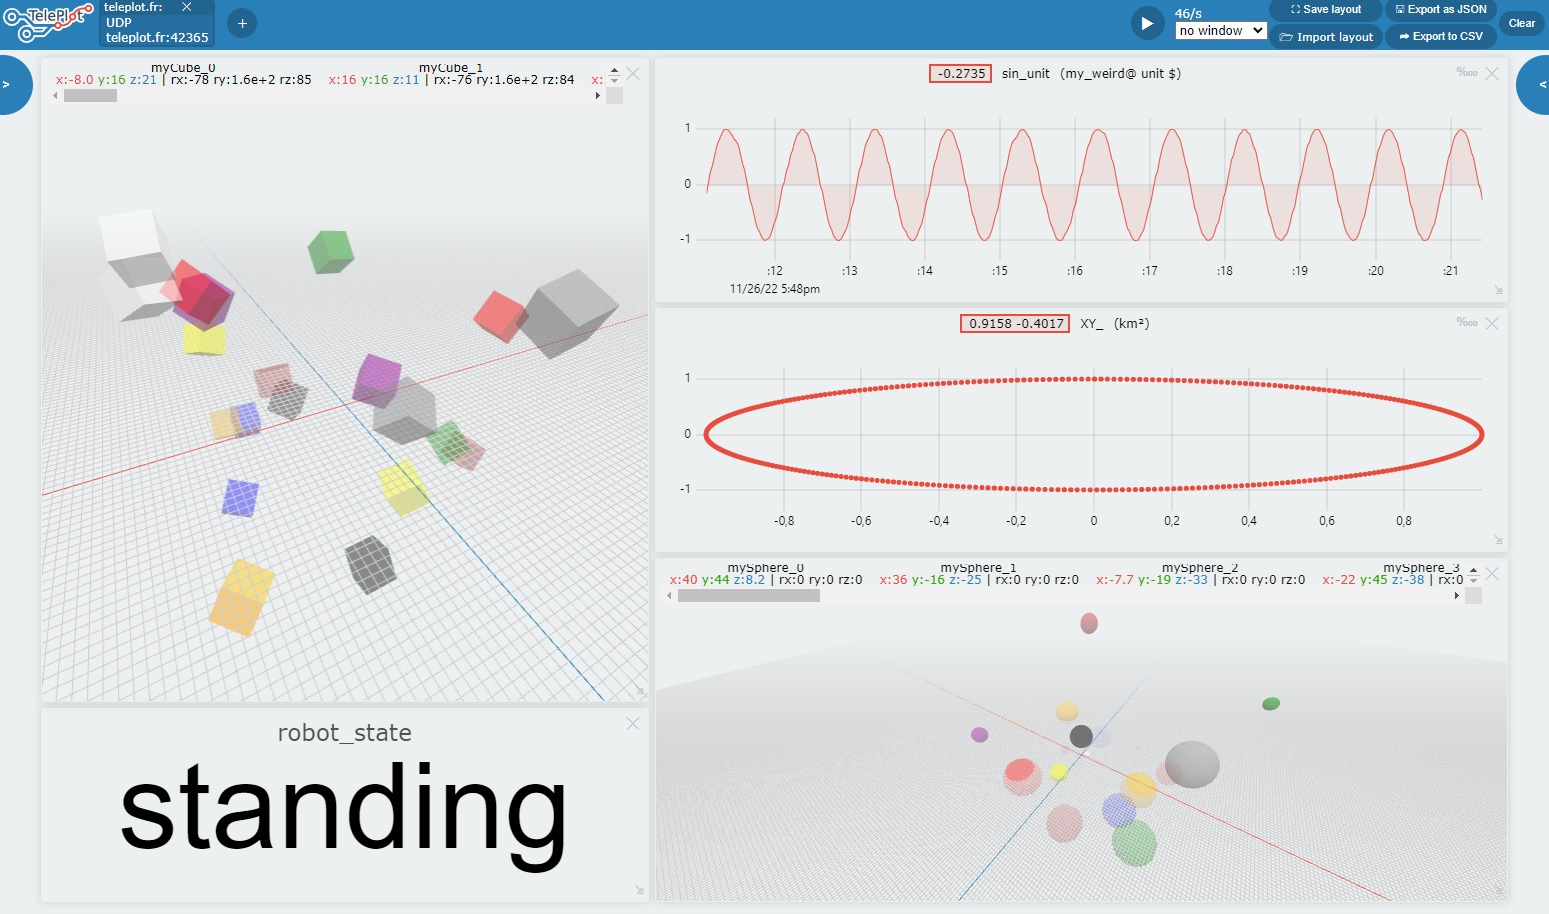 TelePlot
teleplot.fr:
UDP
teleplot.fr:42365
+
46/s
no window
Save layout
Import layout
Export as JSON
Export to CSV
Clear
>
<
myCube_0 myCube_1
x:-8.0 y:16 z:21 | rx:-78 ry:1.6e+2 rz:85 x:16 y:16 z:11 | rx:-76 ry:1.6e+2 rz:84 x:
-0.2735 sin_unit (my_weird@ unit $)
1
0
-1
:12 :13 :14 :15 :16 :17 :18 :19 :20 :21
11/26/22 5:48pm
0.9158 -0.4017 XY_ (km²)
1
0
-1
-0,8 -0,6 -0,4 -0,2 0 0,2 0,4 0,6 0,8
robot_state
standing
mySphere_0 mySphere_1 mySphere_2 mySphere_3
x:40 y:44 z:8.2 | rx:0 ry:0 rz:0 x:36 y:-16 z:-25 | rx:0 ry:0 rz:0 x:-7.7 y:-19 z:-33 | rx:0 ry:0 rz:0 x:-22 y:45 z:-38 | rx:0